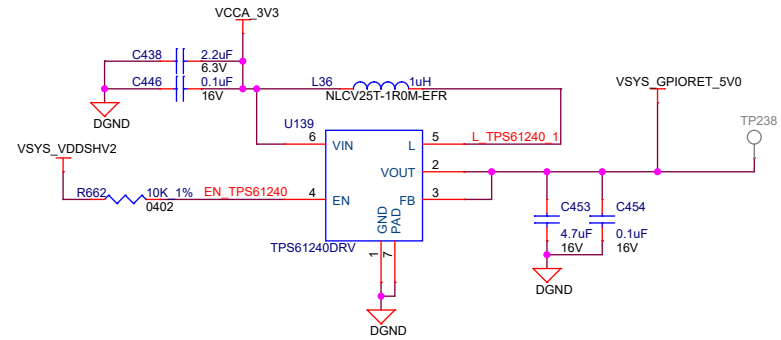 VCCA_3V3
C438 2.2uF
6.3V
C446 0.1uF
16V
DGND
L36 1uH
NLCV25T-1R0M-EFR
VSYS_GPIORET_5V0
TP238
U139
6 VIN L 5 L_TPS61240_1
VSYS_VDDSHV2
VOUT 2
R662 10K_1% EN_TPS61240 4 EN FB 3
0402
GND PAD
TPS61240DRV
1 7
C453 C454
4.7uF 0.1uF
16V 16V
DGND
DGND